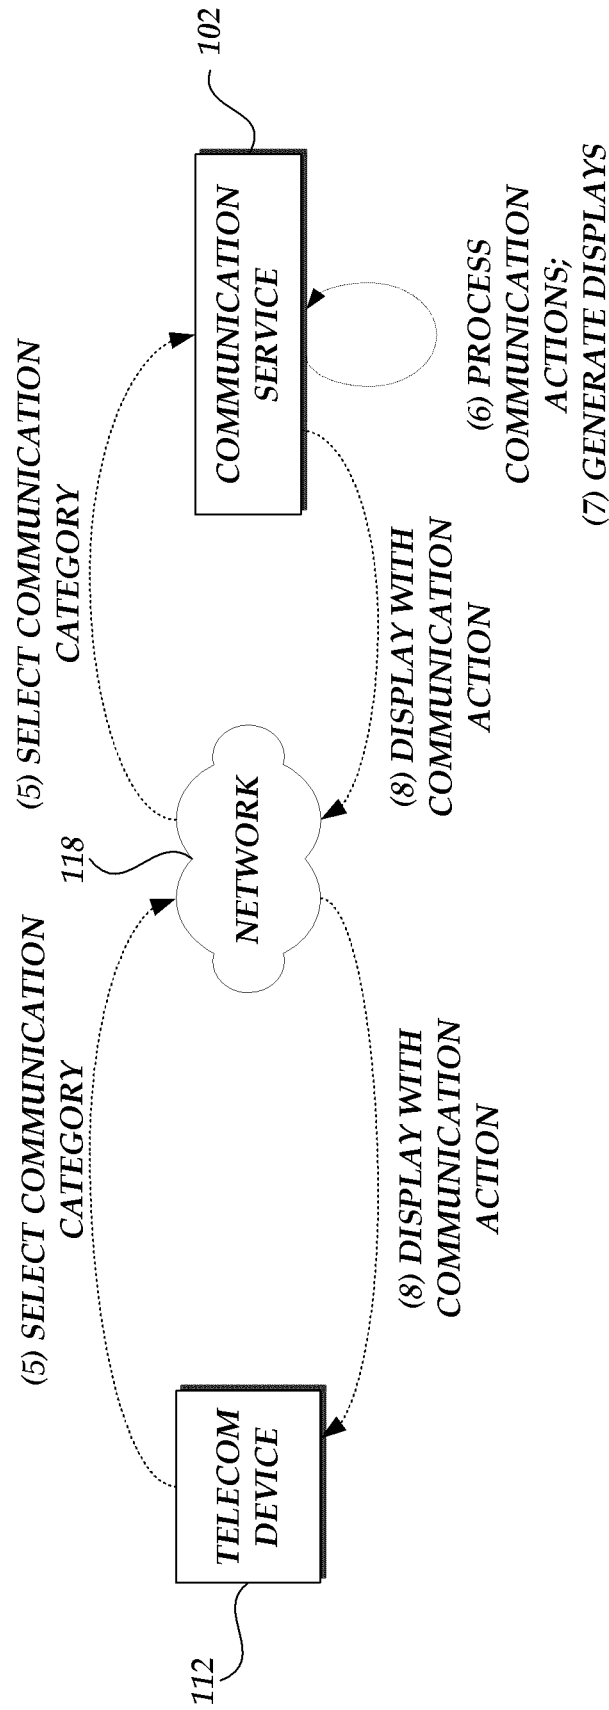 (5) SELECT COMMUNICATION
CATEGORY
(5) SELECT COMMUNICATION
CATEGORY
112
118
102
TELECOM
DEVICE
NETWORK
COMMUNICATION
SERVICE
(8) DISPLAY WITH
COMMUNICATION
ACTION
(8) DISPLAY WITH
COMMUNICATION
ACTION
(6) PROCESS
COMMUNICATION
ACTIONS;
(7) GENERATE DISPLAYS